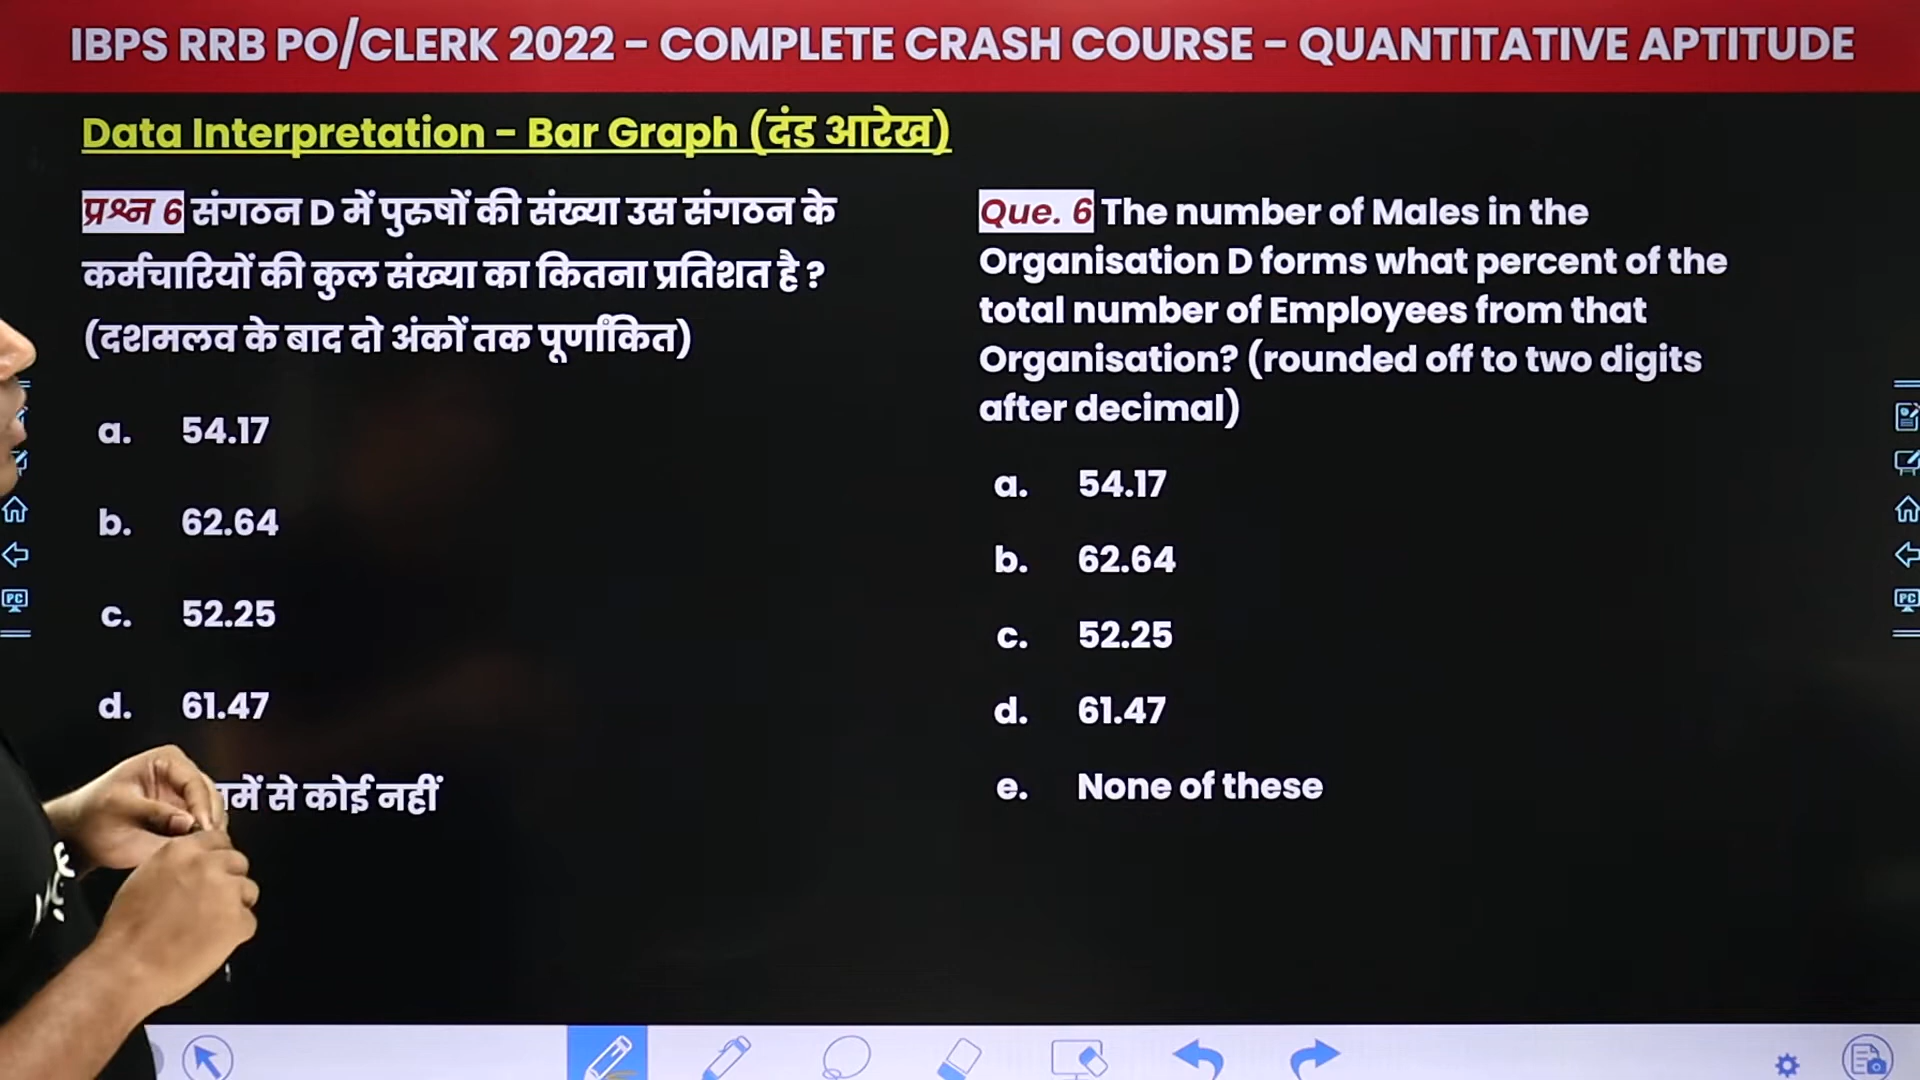 IBPS RRB PO/CLERK 2022 - COMPLETE CRASH COURSE - QUANTITATIVE APTITUDE
Data Interpretation - Bar Graph (दंड आरेख)
प्रश्न 6 संगठन D में पुरुषों की संख्या उस संगठन के
कर्मचारियों की कुल संख्या का कितना प्रतिशत है ?
(दशमलव के बाद दो अंकों तक पूर्णांकित)
a. 54.17
b. 62.64
c. 52.25
d. 61.47
में से कोई नहीं
Que. 6 The number of Males in the
Organisation D forms what percent of the
total number of Employees from that
Organisation? (rounded off to two digits
after decimal)
a. 54.17
b. 62.64
c. 52.25
d. 61.47
e. None of these
PC
PC